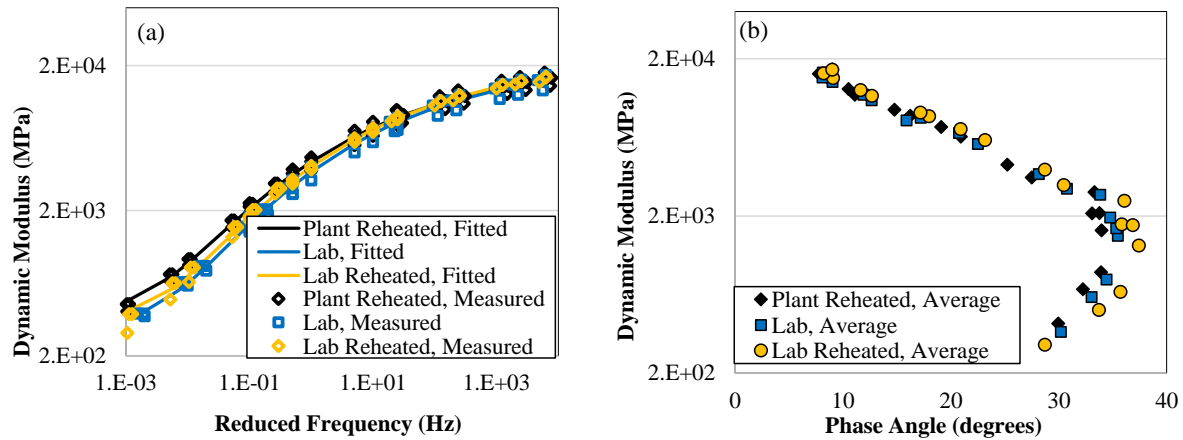 (a)
Dynamic Modulus (MPa)
2.E+04
2.E+03
2.E+02
Plant Reheated, Fitted
Lab, Fitted
Lab Reheated, Fitted
Plant Reheated, Measured
Lab, Measured
Lab Reheated, Measured
1.E-03 1.E-01 1.E+01 1.E+03
Reduced Frequency (Hz)
(b)
Dynamic Modulus (MPa)
2.E+04
2.E+03
2.E+02
Plant Reheated, Average
Lab, Average
Lab Reheated, Average
0 10 20 30 40
Phase Angle (degrees)